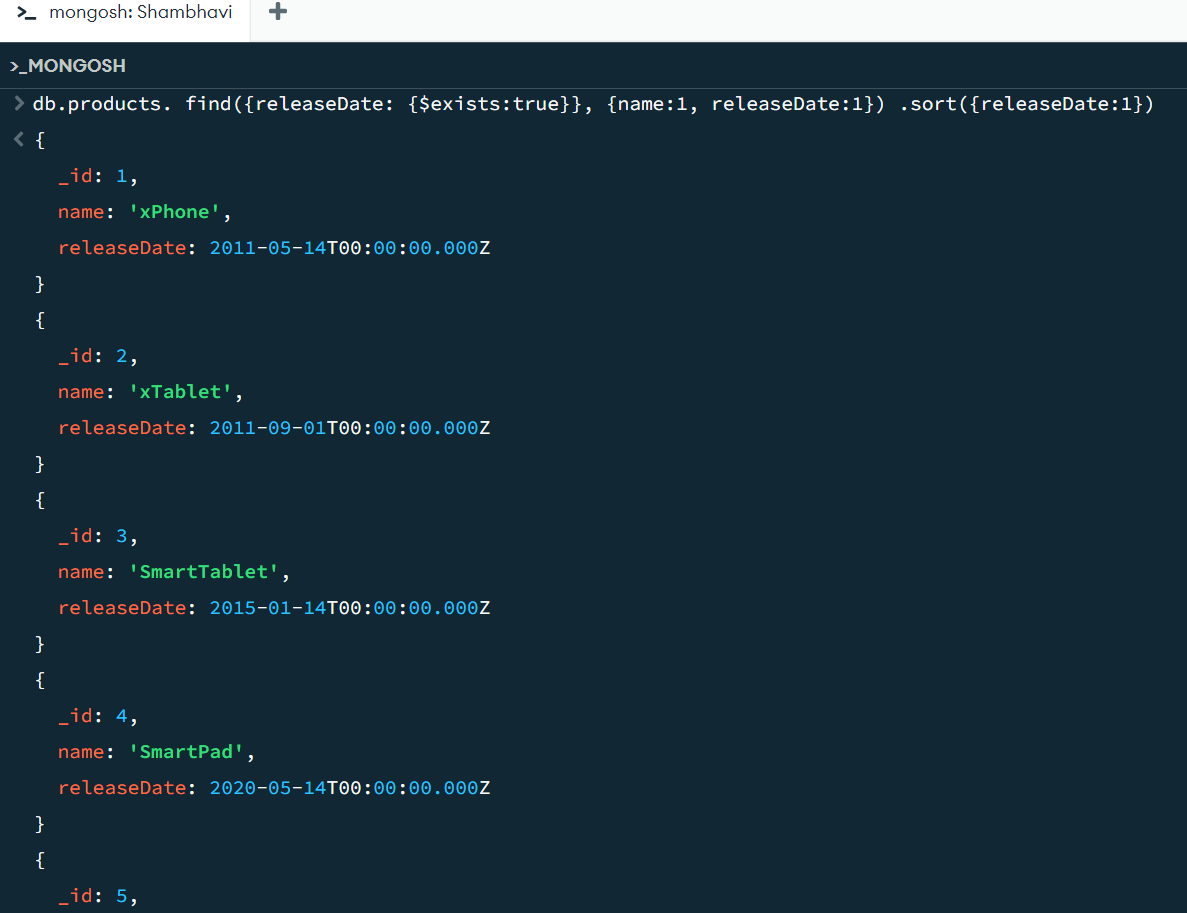 >_ mongosh: Shambhavi +
>_MONGOSH
> db.products. find({releaseDate: {$exists:true}}, {name:1, releaseDate:1}) .sort({releaseDate:1})
< {
_id: 1,
name: 'xPhone',
releaseDate: 2011-05-14T00:00:00.000Z
}
{
_id: 2,
name: 'xTablet',
releaseDate: 2011-09-01T00:00:00.000Z
}
{
_id: 3,
name: 'SmartTablet',
releaseDate: 2015-01-14T00:00:00.000Z
}
{
_id: 4,
name: 'SmartPad',
releaseDate: 2020-05-14T00:00:00.000Z
}
{
_id: 5,